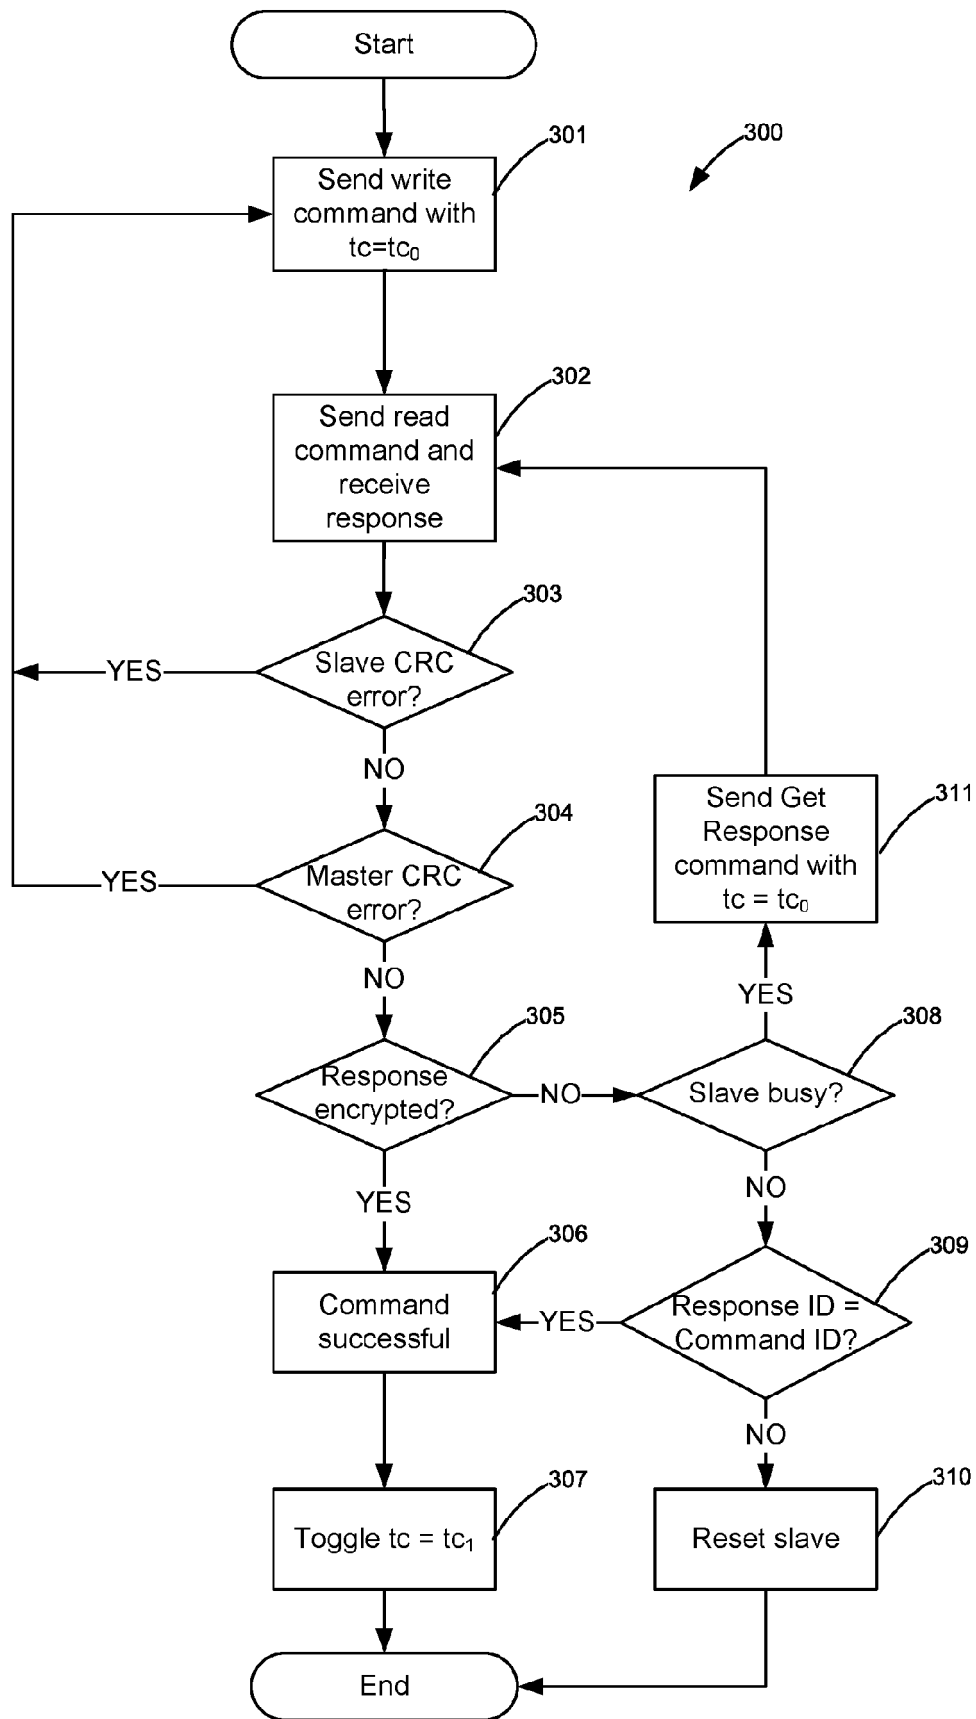 Start
301
300
Send write
command with
tc=tc₀
302
Send read
command and
receive
response
303
Slave CRC
error?
YES
NO
304
Master CRC
error?
YES
NO
311
Send Get
Response
command with
tc = tc₀
YES
305
Response
encrypted?
NO
308
Slave busy?
YES
NO
306
Command
successful
YES
309
Response ID =
Command ID?
NO
307
Toggle tc = tc₁
310
Reset slave
End